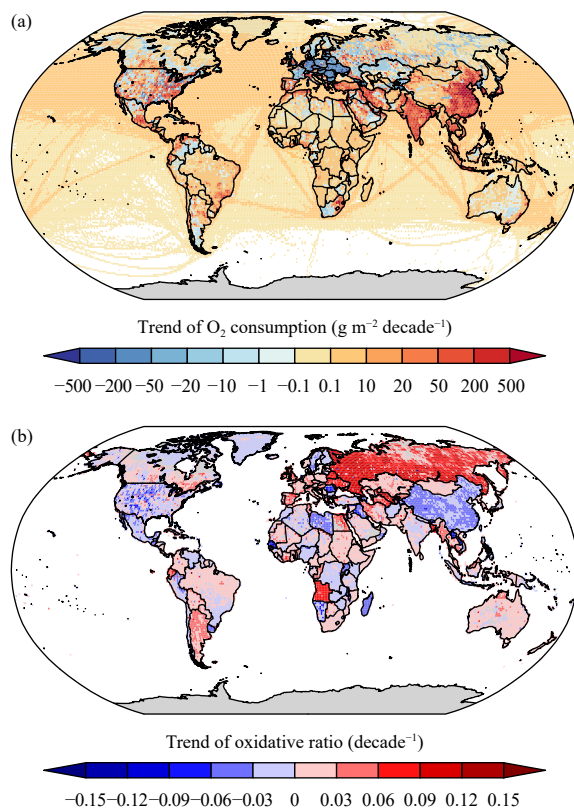 (a)
Trend of O₂ consumption (g m⁻² decade⁻¹)
−500 −200 −50 −20 −10 −1 −0.1 0.1 10 20 50 200 500
(b)
Trend of oxidative ratio (decade⁻¹)
−0.15 −0.12 −0.09 −0.06 −0.03 0 0.03 0.06 0.09 0.12 0.15